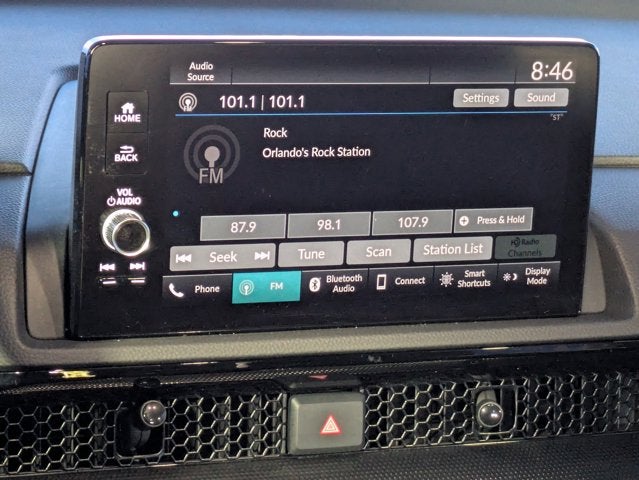 Audio
Source
8:46
HOME
FM
101.1 | 101.1
Settings
Sound
"ST"
BACK
FM
Rock
Orlando's Rock Station
VOL
AUDIO
87.9
98.1
107.9
Press & Hold
Seek
Tune
Scan
Station List
HD Radio
Channels
Phone
FM
Bluetooth
Audio
Connect
Smart
Shortcuts
Display
Mode